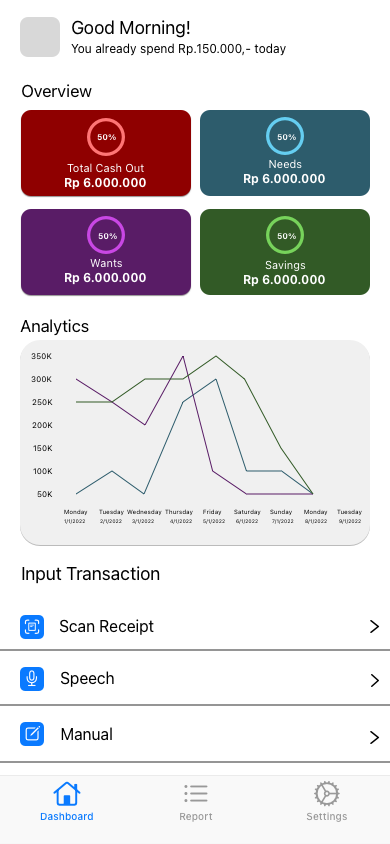 Good Morning!
You already spend Rp.150.000,- today
Overview
50%
Total Cash Out
Rp 6.000.000
50%
Needs
Rp 6.000.000
50%
Wants
Rp 6.000.000
50%
Savings
Rp 6.000.000
Analytics
350K
300K
250K
200K
150K
100K
50K
Monday Tuesday Wednesday Thursday Friday Saturday Sunday Monday Tuesday
1/1/2022 2/1/2022 3/1/2022 4/1/2022 5/1/2022 6/1/2022 7/1/2022 8/1/2022 9/1/2022
Input Transaction
Scan Receipt
Speech
Manual
Dashboard Report Settings